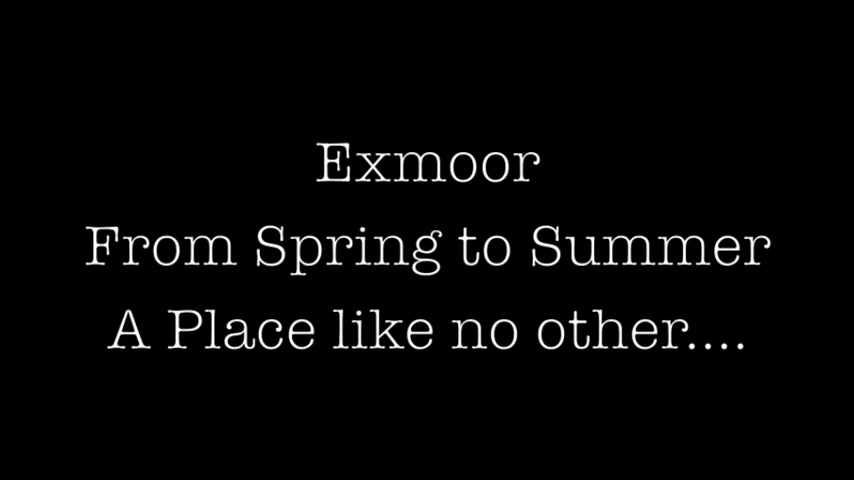 Exmoor
From Spring to Summer
A Place like no other....